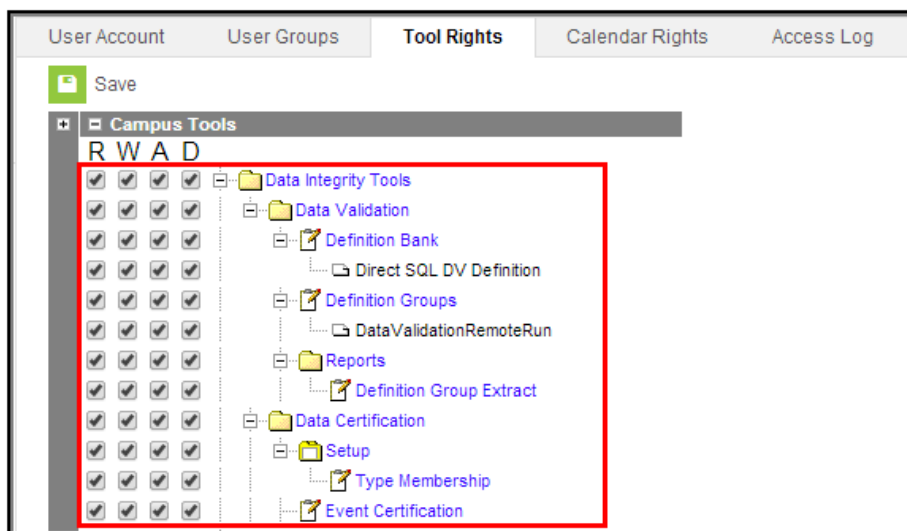 User Account User Groups Tool Rights Calendar Rights Access Log
Save
Campus Tools
R W A D
Data Integrity Tools
Data Validation
Definition Bank
Direct SQL DV Definition
Definition Groups
DataValidationRemoteRun
Reports
Definition Group Extract
Data Certification
Setup
Type Membership
Event Certification